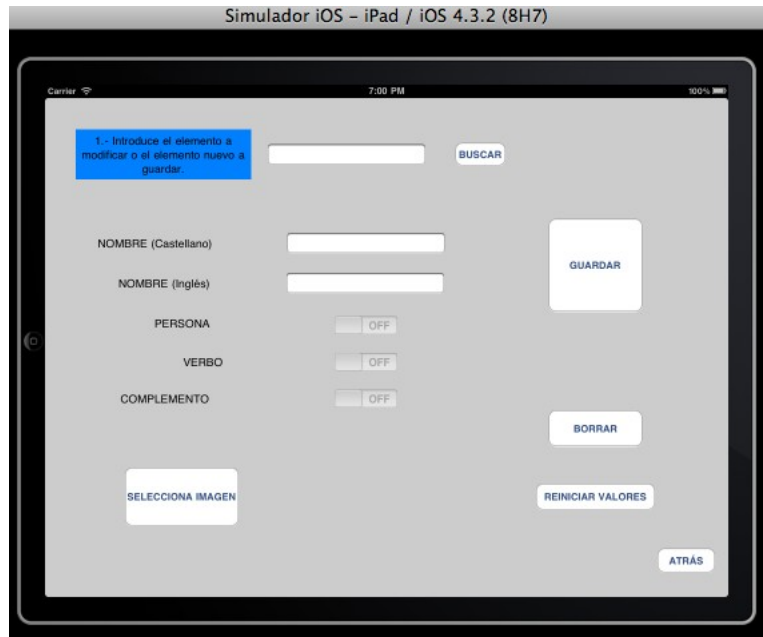 Simulador iOS – iPad / iOS 4.3.2 (8H7)
Carrier 7:00 PM 100%
1.- Introduce el elemento a
modificar o el elemento nuevo a
guardar.
BUSCAR
NOMBRE (Castellano)
GUARDAR
NOMBRE (Inglés)
PERSONA OFF
VERBO OFF
COMPLEMENTO OFF
BORRAR
SELECCIONA IMAGEN
REINICIAR VALORES
ATRÁS